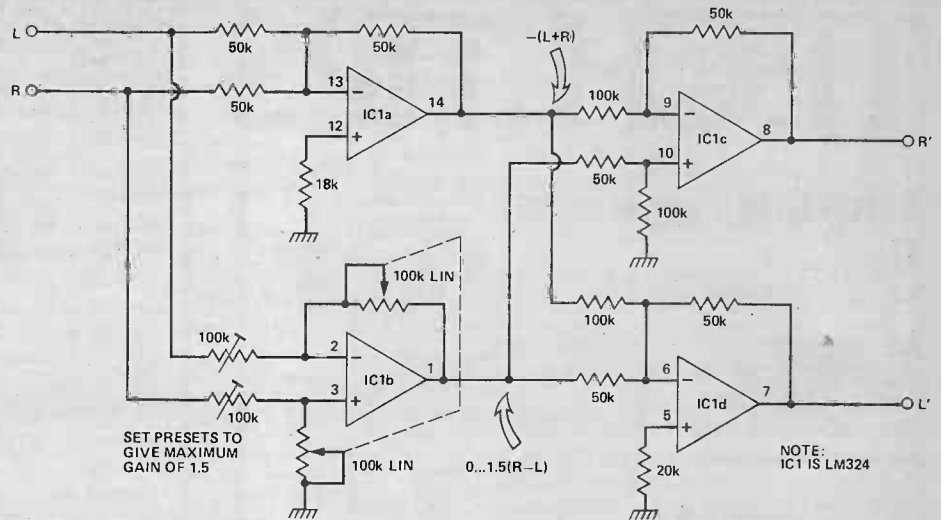 L
50k
50k
R
50k
13
−
IC1a
14
12
+
18k
−(L+R)
100k
50k
9
−
IC1c
8
10
+
R'
50k
100k
100k LIN
100k
2
−
IC1b
1
3
+
100k
SET PRESETS TO
GIVE MAXIMUM
GAIN OF 1.5
100k LIN
0...1.5(R−L)
100k
50k
50k
6
−
IC1d
7
5
+
L'
20k
NOTE:
IC1 IS LM324